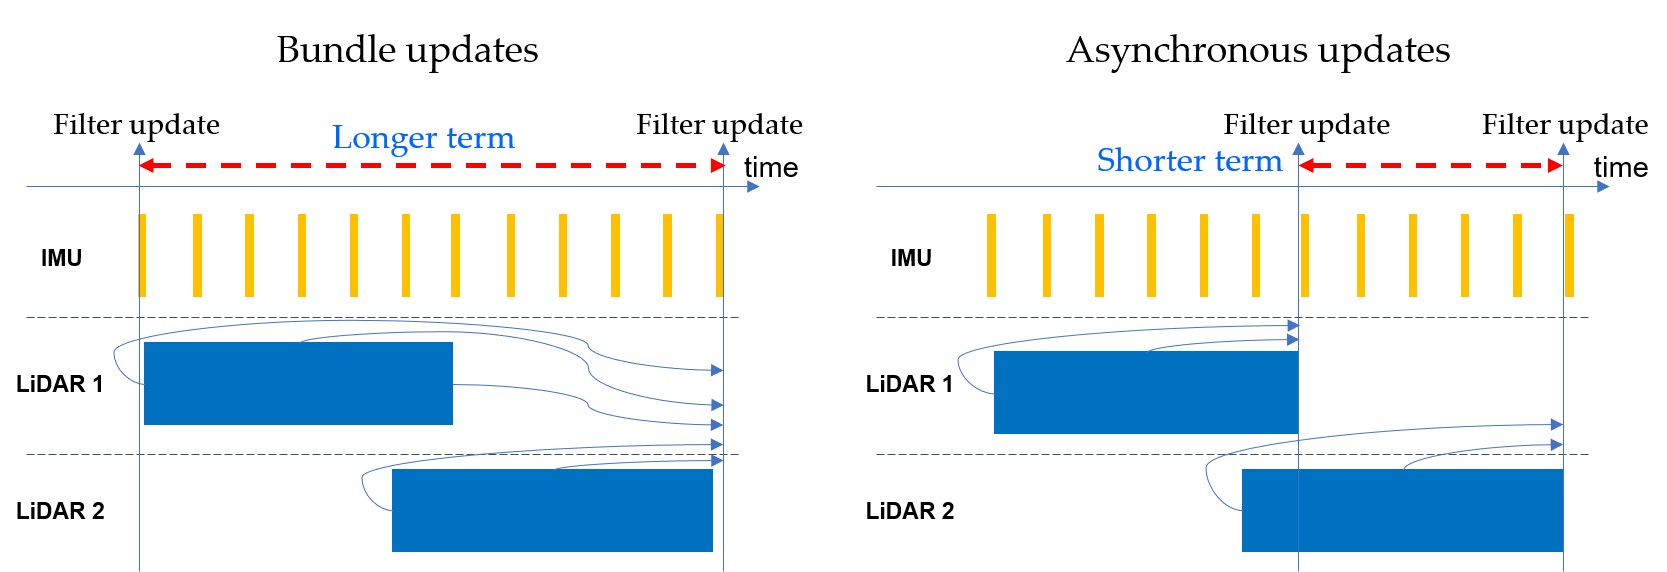 Bundle updates
Filter update
Longer term
Filter update
time
IMU
LiDAR 1
LiDAR 2
Asynchronous updates
Filter update
Filter update
Shorter term
time
IMU
LiDAR 1
LiDAR 2